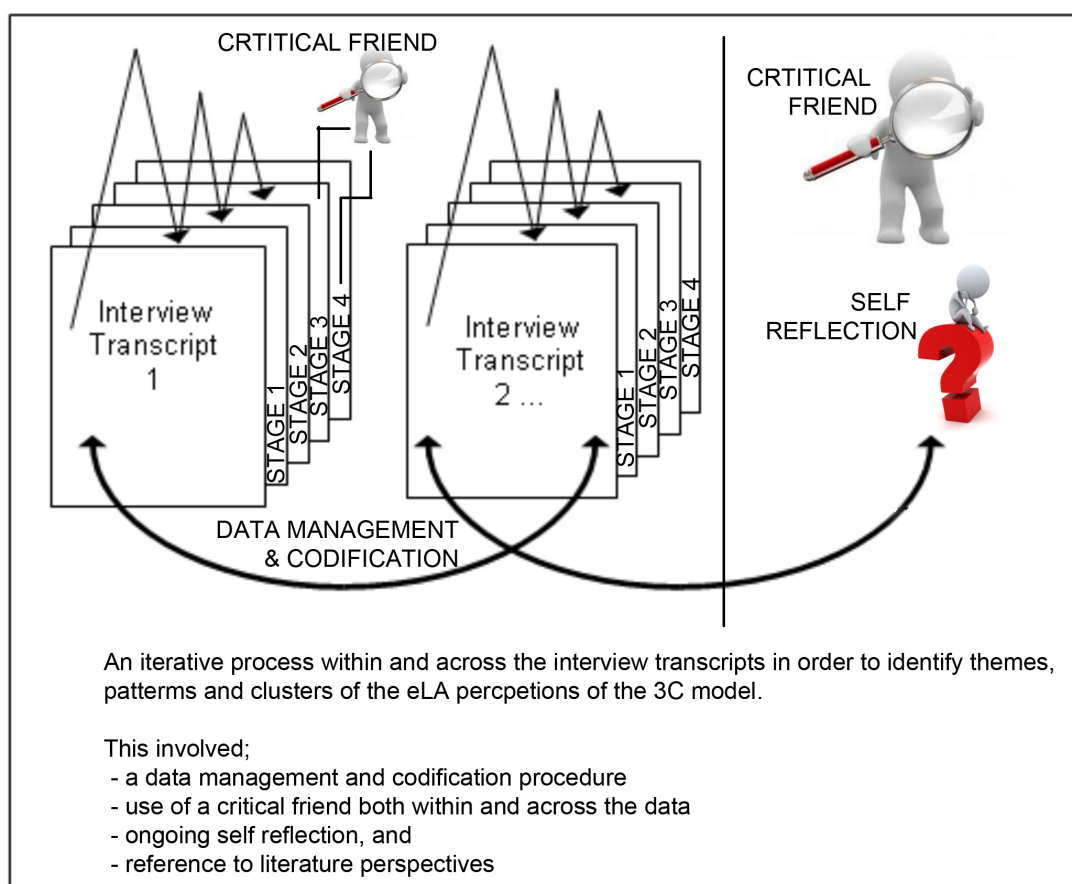 CRTITICAL FRIEND
Interview
Transcript
1
STAGE 1
STAGE 2
STAGE 3
STAGE 4
Interview
Transcript
2 ...
STAGE 1
STAGE 2
STAGE 3
STAGE 4
DATA MANAGEMENT
& CODIFICATION
CRTITICAL
FRIEND
SELF
REFLECTION
An iterative process within and across the interview transcripts in order to identify themes,
patterms and clusters of the eLA percpetions of the 3C model.
This involved;
- a data management and codification procedure
- use of a critical friend both within and across the data
- ongoing self reflection, and
- reference to literature perspectives